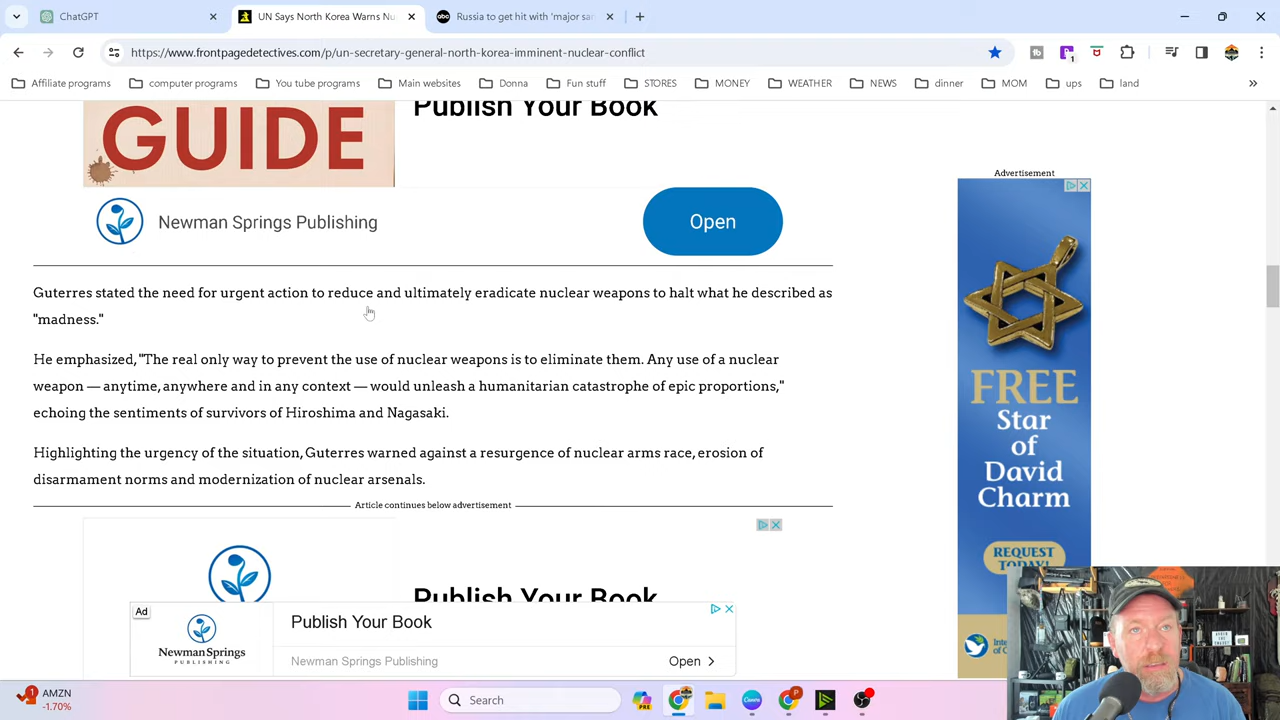 ChatGPT
UN Says North Korea Warns Nu
Russia to get hit with 'major sa
https://www.frontpagedetectives.com/p/un-secretary-general-north-korea-imminent-nuclear-conflict
1
Affiliate programs
computer programs
You tube programs
Main websites
Donna
Fun stuff
STORES
MONEY
WEATHER
NEWS
dinner
MOM
ups
land
GUIDE
Publish Your Book
Newman Springs Publishing
Open
Guterres stated the need for urgent action to reduce and ultimately eradicate nuclear weapons to halt what he described as
"madness."
He emphasized, "The real only way to prevent the use of nuclear weapons is to eliminate them. Any use of a nuclear
weapon — anytime, anywhere and in any context — would unleash a humanitarian catastrophe of epic proportions,"
echoing the sentiments of survivors of Hiroshima and Nagasaki.
Highlighting the urgency of the situation, Guterres warned against a resurgence of nuclear arms race, erosion of
disarmament norms and modernization of nuclear arsenals.
Article continues below advertisement
Publish Your Book
Ad
Newman Springs
PUBLISHING
Publish Your Book
Newman Springs Publishing
Open
Advertisement
FREE
Star
of
David
Charm
REQUEST
TODAY!
1
AMZN
-1.70%
Search